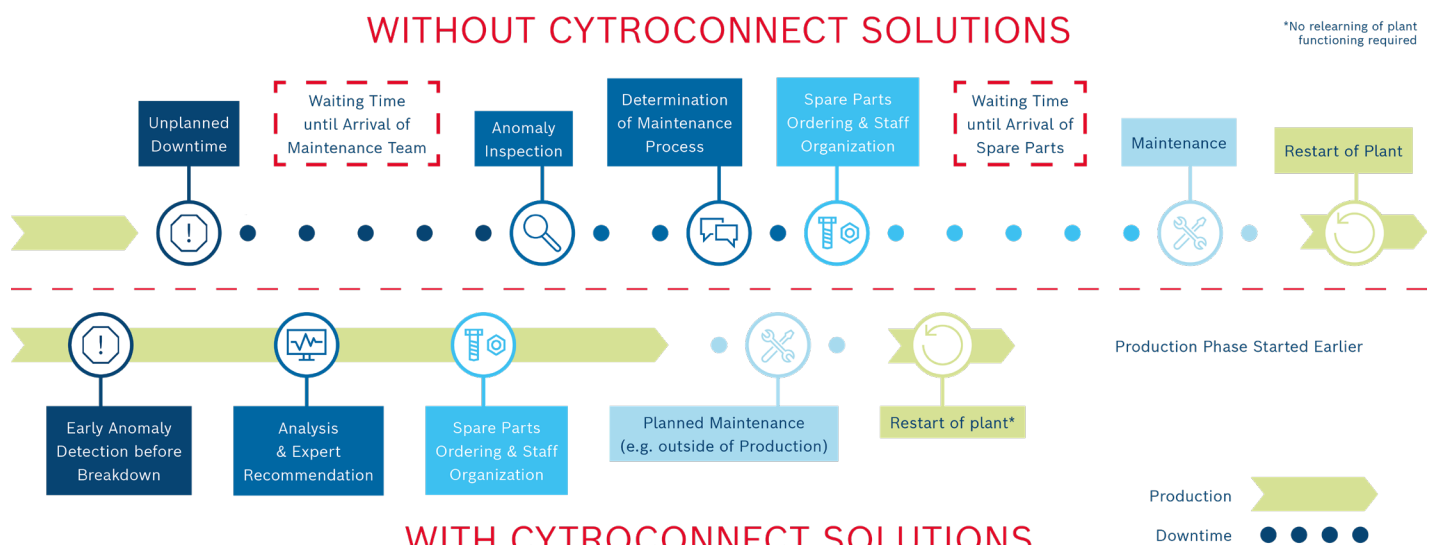 WITHOUT CYTROCONNECT SOLUTIONS
*No relearning of plant
functioning required
Unplanned
Downtime
Waiting Time
until Arrival of
Maintenance Team
Anomaly
Inspection
Determination
of Maintenance
Process
Spare Parts
Ordering & Staff
Organization
Waiting Time
until Arrival of
Spare Parts
Maintenance
Restart of Plant
Early Anomaly
Detection before
Breakdown
Analysis
& Expert
Recommendation
Spare Parts
Ordering & Staff
Organization
Planned Maintenance
(e.g. outside of Production)
Restart of plant*
Production Phase Started Earlier
Production
Downtime
WITH CYTROCONNECT SOLUTIONS